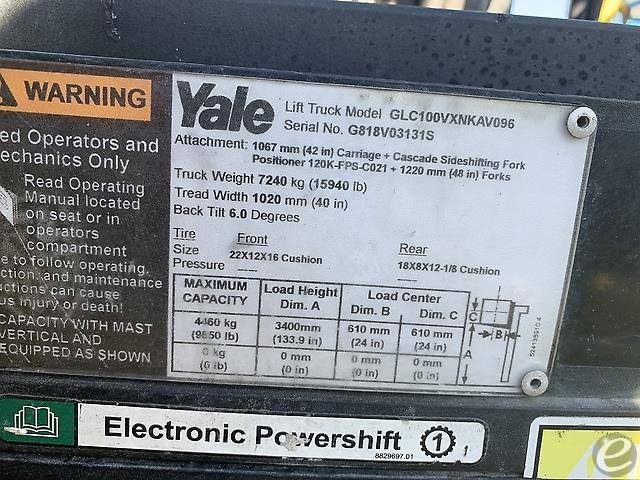 WARNING
ed Operators and
echanics Only
Read Operating
Manual located
on seat or in
operators
compartment
e to follow operating,
ction, and maintenance
uctions can cause
us injury or death!
CAPACITY WITH MAST
VERTICAL AND
EQUIPPED AS SHOWN
Yale
Lift Truck Model GLC100VXNKAV096
Serial No. G818V03131S
Attachment: 1067 mm (42 in) Carriage + Cascade Sideshifting Fork
Positioner 120K-FPS-C021 + 1220 mm (48 in) Forks
Truck Weight 7240 kg (15940 lb)
Tread Width 1020 mm (40 in)
Back Tilt 6.0 Degrees
Tire Front Rear
Size 22X12X16 Cushion 18X8X12-1/8 Cushion
Pressure
MAXIMUM CAPACITY Load Height Dim. A Load Center Dim. B Dim. C
4460 kg (9850 lb) 3400mm (133.9 in) 610 mm (24 in) 610 mm (24 in)
0 kg (0 lb) 0 mm (0 in) 0 mm (0 in) 0 mm (0 in)
C
B
A
524138910.4
Electronic Powershift 1
8829697.01
1
e